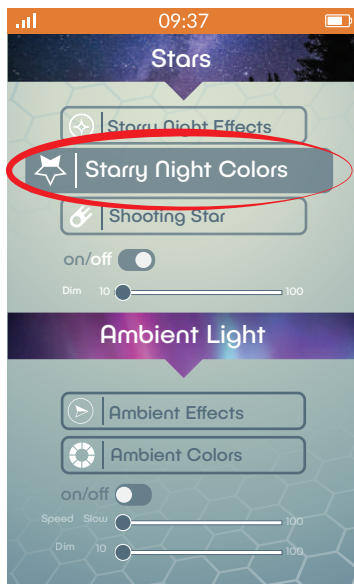 09:37
Stars
Starry Night Effects
Starry Night Colors
Shooting Star
on/off
Dim 10 100
Ambient Light
Ambient Effects
Ambient Colors
on/off
Speed Slow 100
Dim 10 100